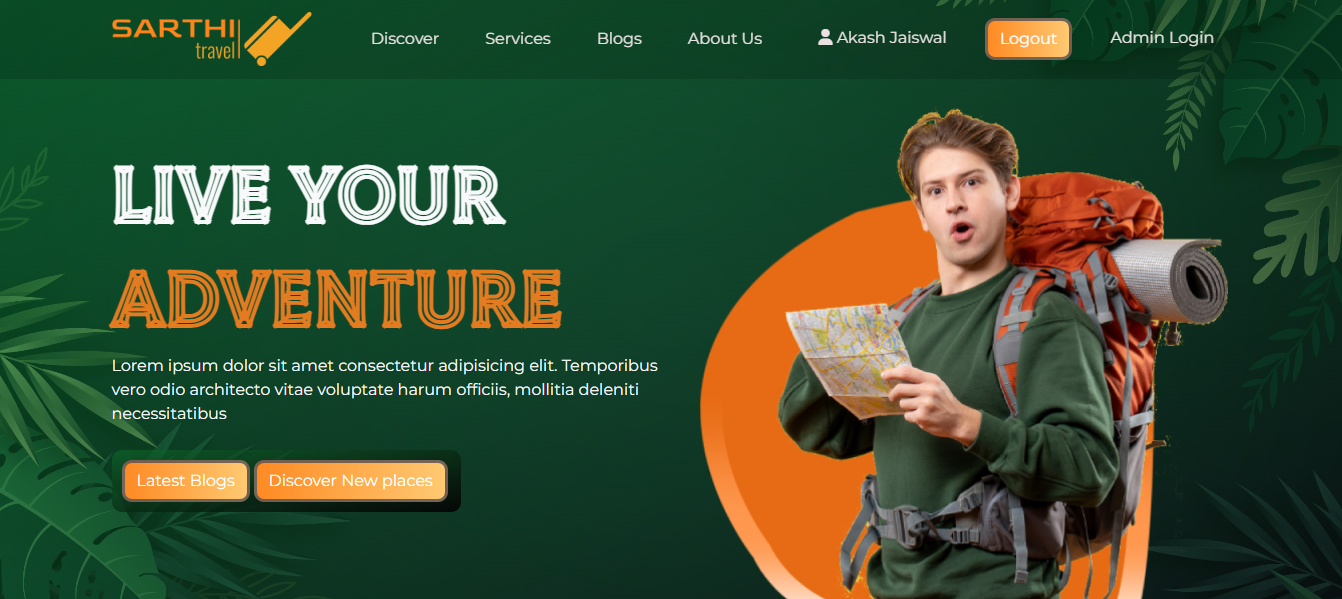 SARTHI
travel
Discover Services Blogs About Us Akash Jaiswal Logout Admin Login
LIVE YOUR
ADVENTURE
Lorem ipsum dolor sit amet consectetur adipisicing elit. Temporibus
vero odio architecto vitae voluptate harum officiis, mollitia deleniti
necessitatibus
Latest Blogs Discover New places